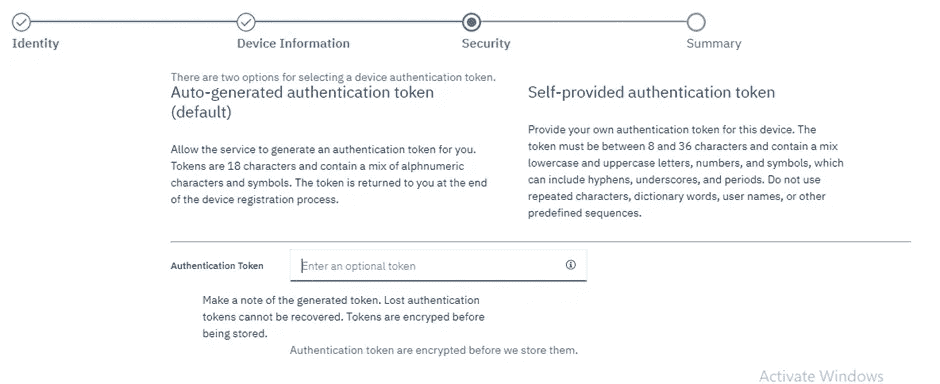 Identity
Device Information
Security
Summary
There are two options for selecting a device authentication token.
Auto-generated authentication token
(default)
Allow the service to generate an authentication token for you.
Tokens are 18 characters and contain a mix of alphnumeric
characters and symbols. The token is returned to you at the end
of the device registration process.
Self-provided authentication token
Provide your own authentication token for this device. The
token must be between 8 and 36 characters and contain a mix
lowercase and uppercase letters, numbers, and symbols, which
can include hyphens, underscores, and periods. Do not use
repeated characters, dictionary words, user names, or other
predefined sequences.
Authentication Token
Enter an optional token
Make a note of the generated token. Lost authentication
tokens cannot be recovered. Tokens are encryped before
being stored.
Authentication token are encrypted before we store them.
Activate Windows